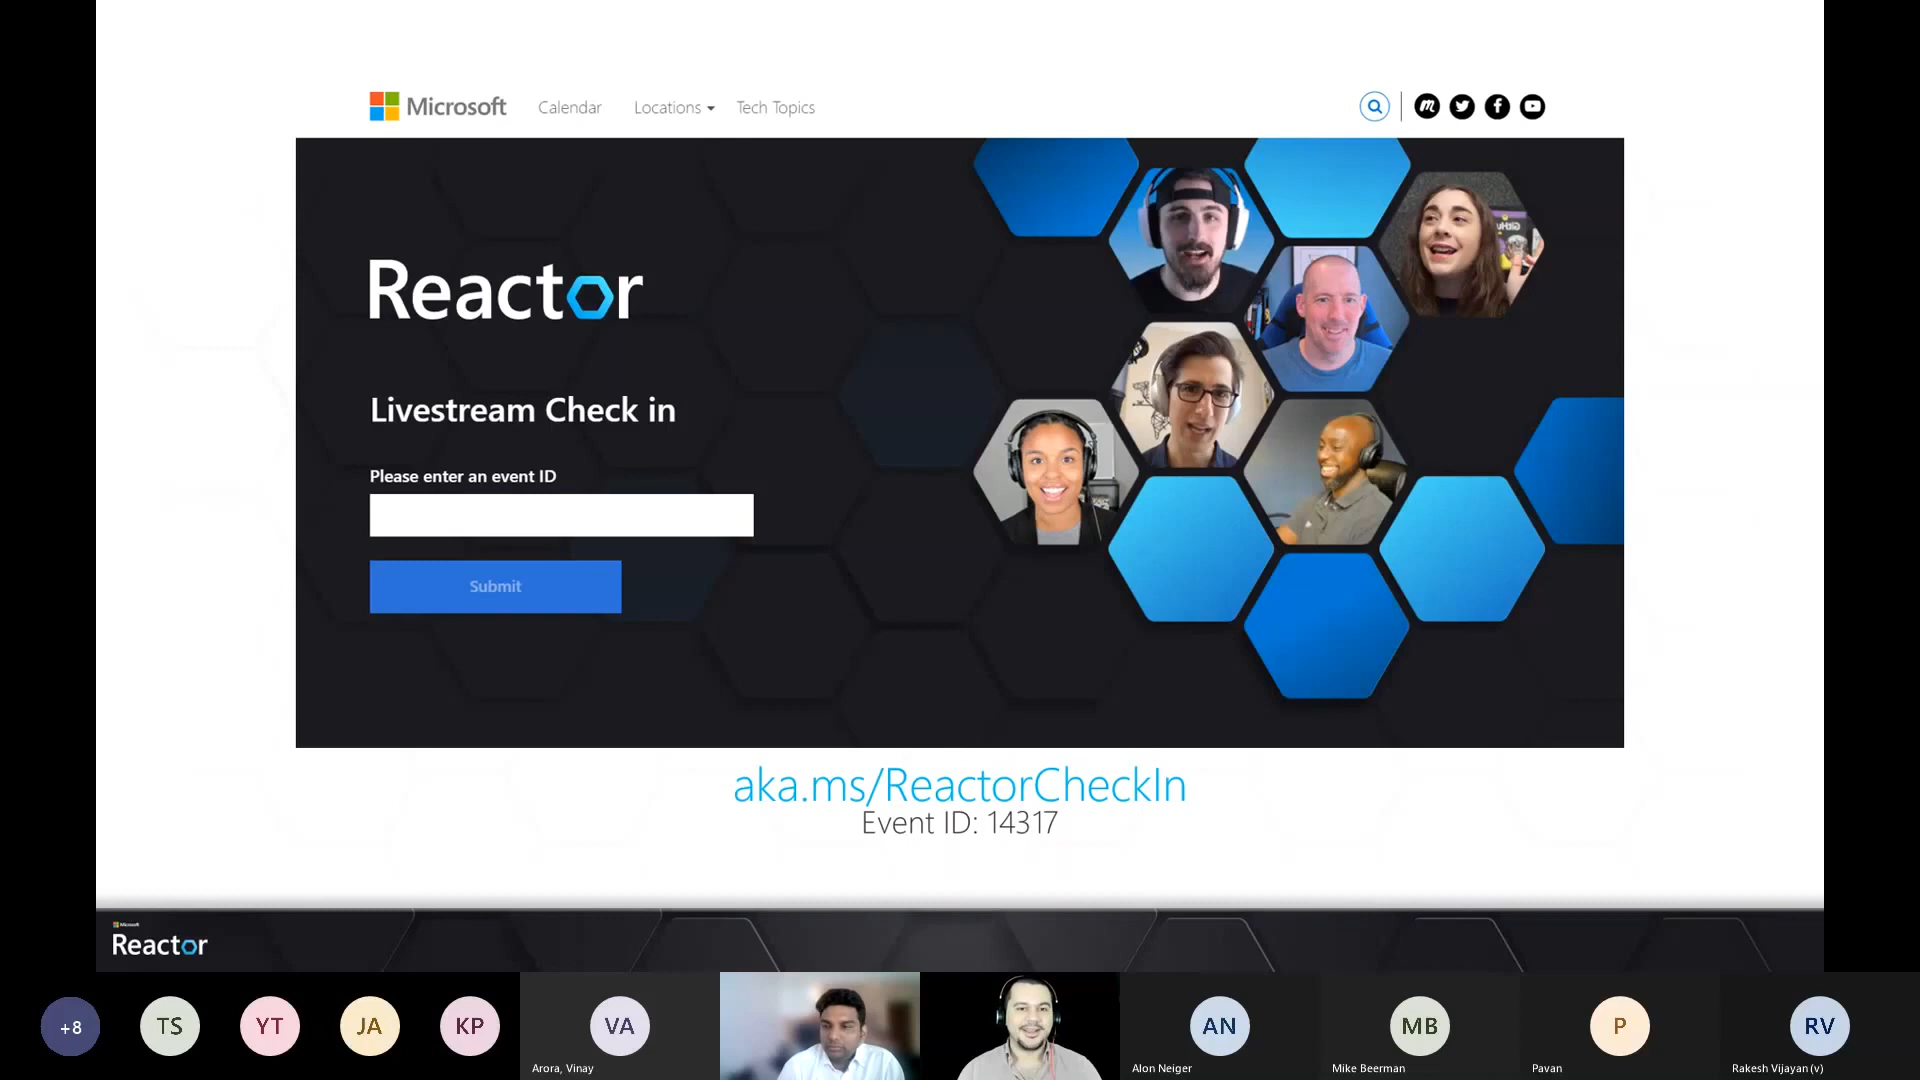 Microsoft Calendar Locations Tech Topics
Reactor
Livestream Check in
Please enter an event ID
Submit
aka.ms/ReactorCheckIn
Event ID: 14317
Microsoft
Reactor
+8 TS YT JA KP VA AN MB P RV
Arora, Vinay Alon Neiger Mike Beerman Pavan Rakesh Vijayan (v)